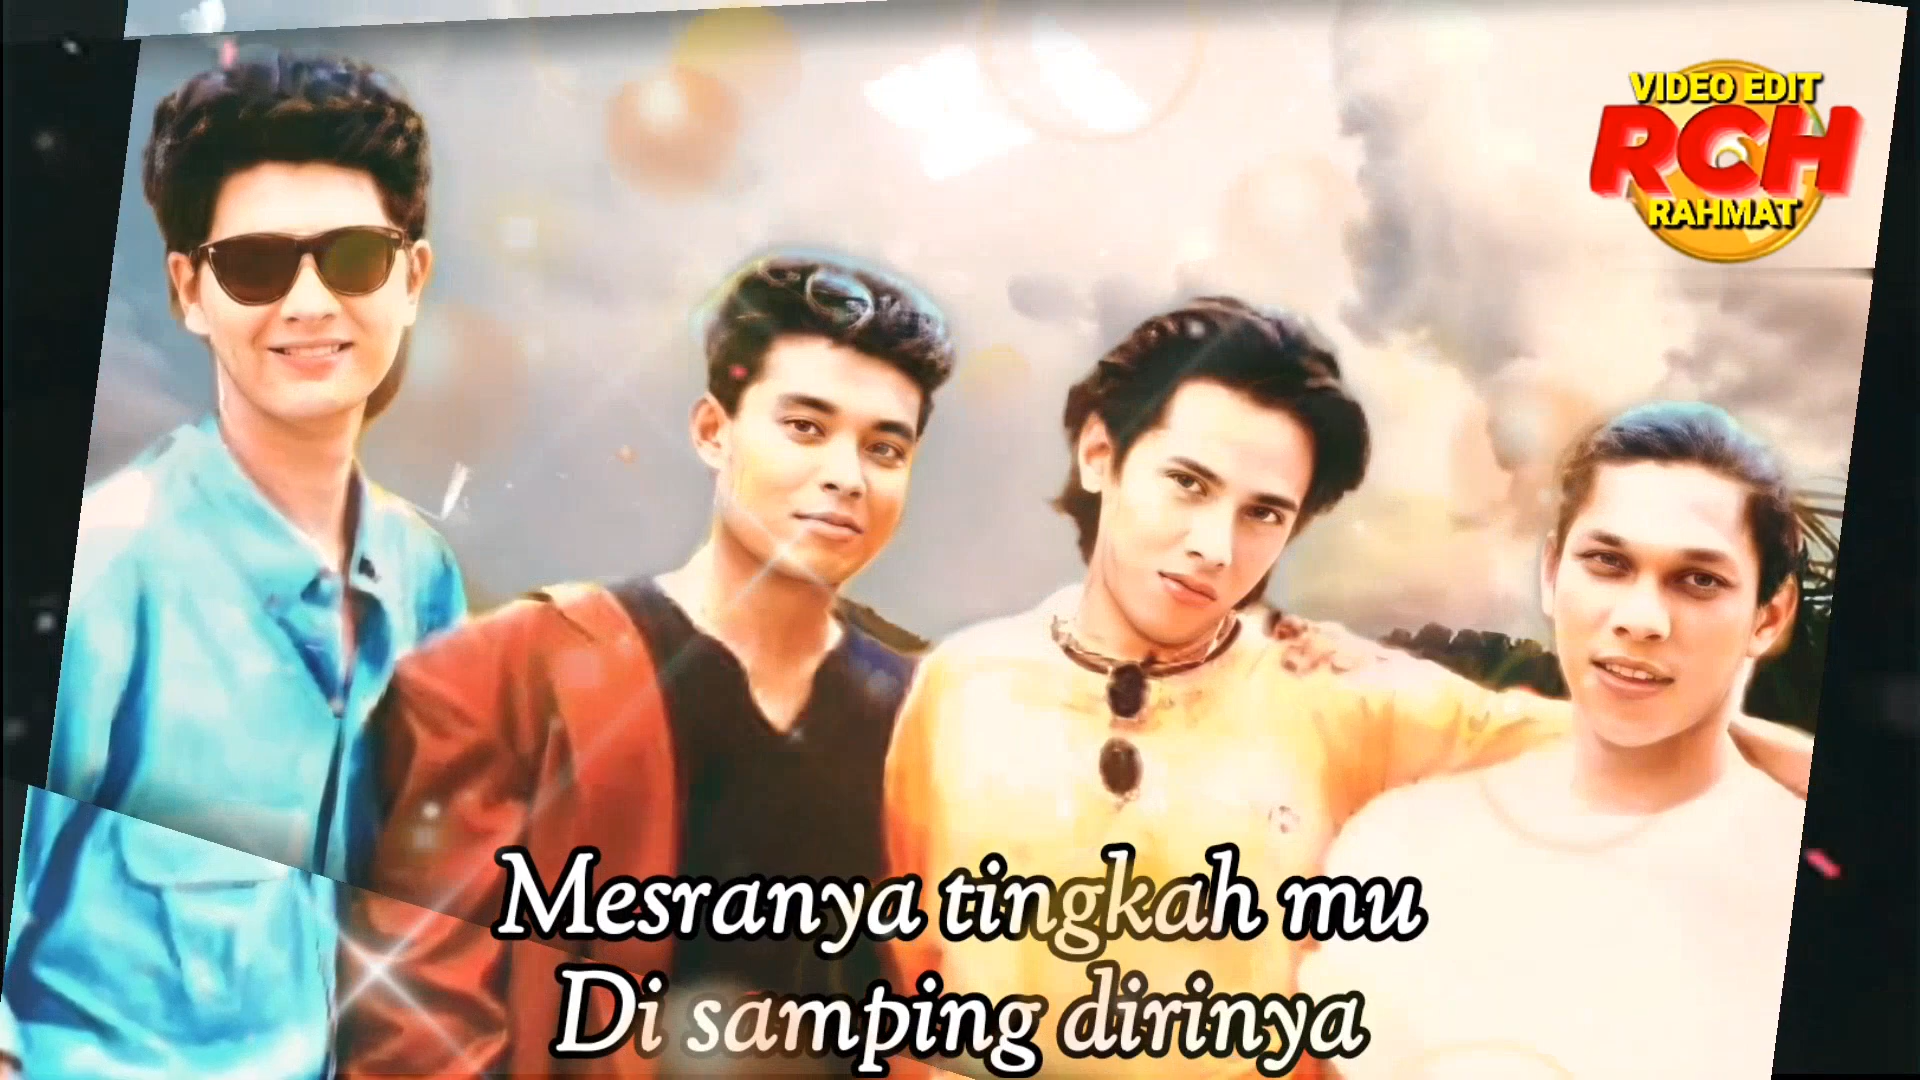 VIDEO EDIT
RCH
RAHMAT
Mesranya tingkah mu
Di samping dirinya